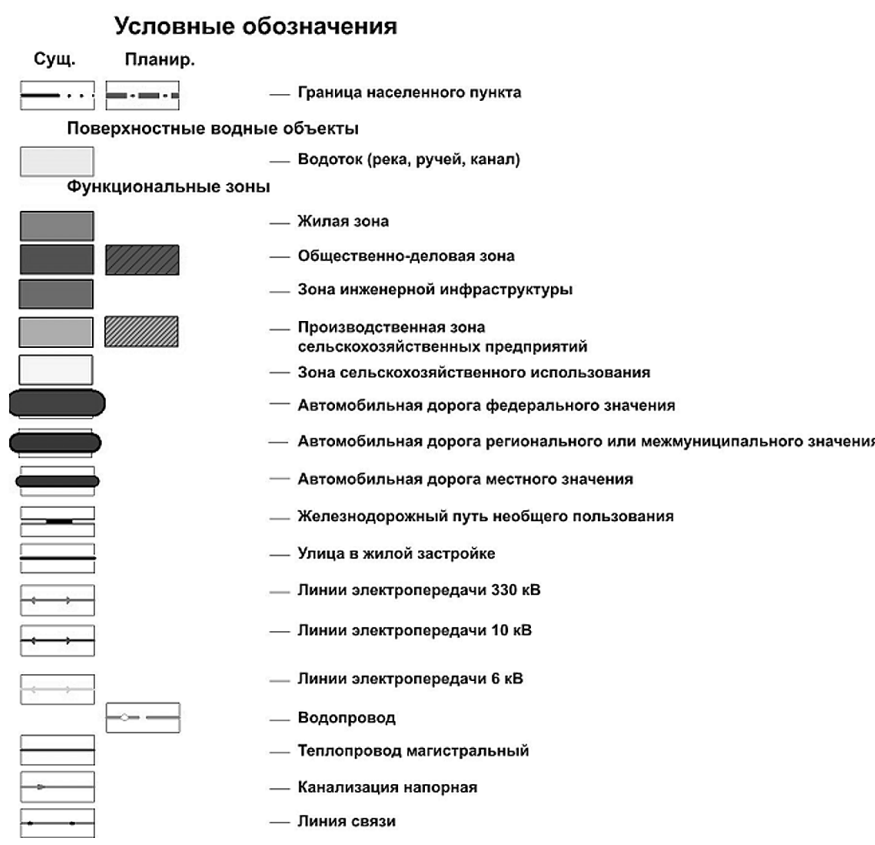 Условные обозначения
Сущ. Планир.
Граница населенного пункта
Поверхностные водные объекты
Водоток (река, ручей, канал)
Функциональные зоны
Жилая зона
Общественно-деловая зона
Зона инженерной инфраструктуры
Производственная зона
сельскохозяйственных предприятий
Зона сельскохозяйственного использования
Автомобильная дорога федерального значения
Автомобильная дорога регионального или межмуниципального значения
Автомобильная дорога местного значения
Железнодорожный путь необщего пользования
Улица в жилой застройке
Линии электропередачи 330 кВ
Линии электропередачи 10 кВ
Линии электропередачи 6 кВ
Водопровод
Теплопровод магистральный
Канализация напорная
Линия связи